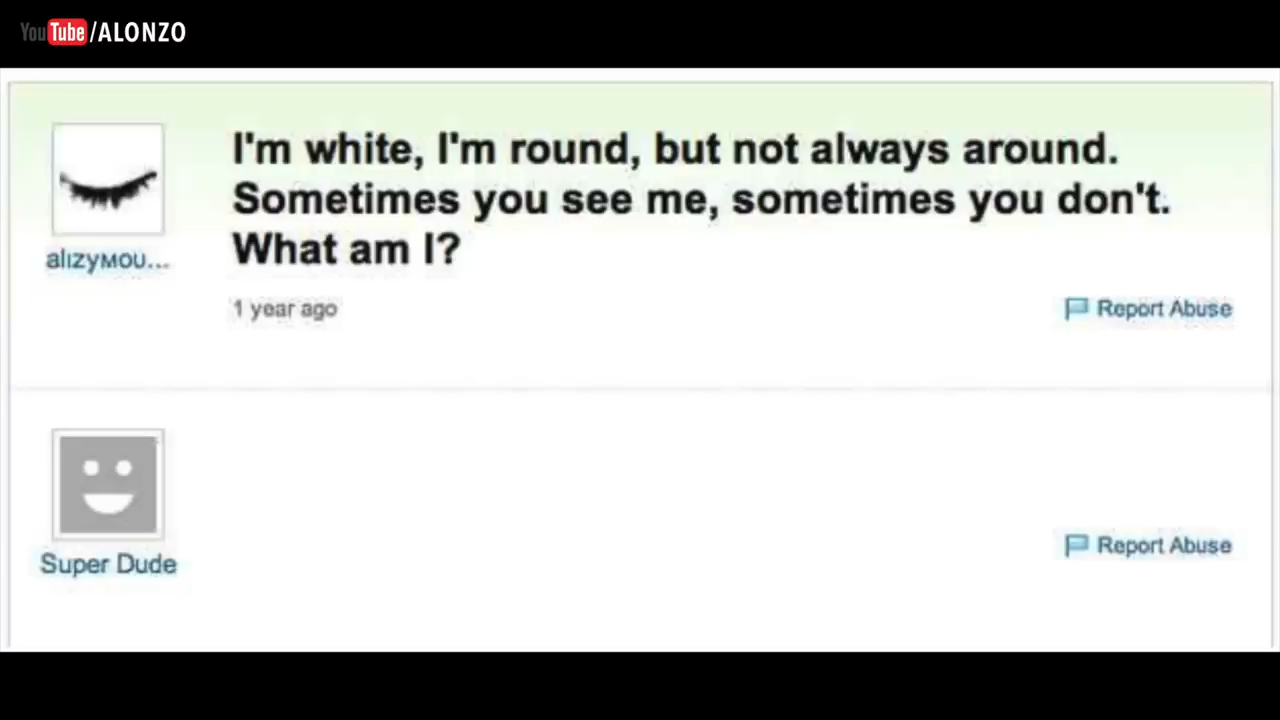 YouTube/ALONZO
I'm white, I'm round, but not always around.
Sometimes you see me, sometimes you don't.
What am I?
alızyмoυ...
1 year ago
Report Abuse
Super Dude
Report Abuse